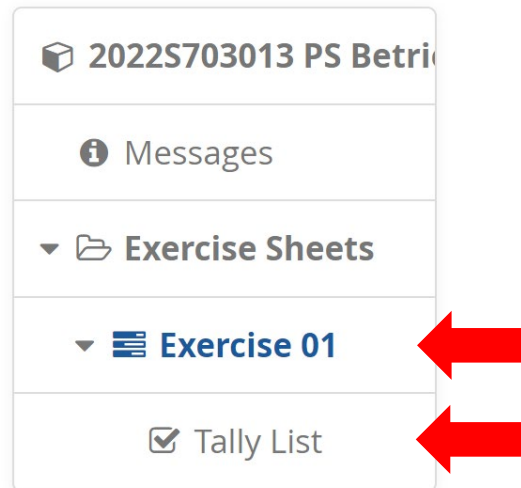 2022S703013 PS Betri
Messages
Exercise Sheets
Exercise 01
Tally List